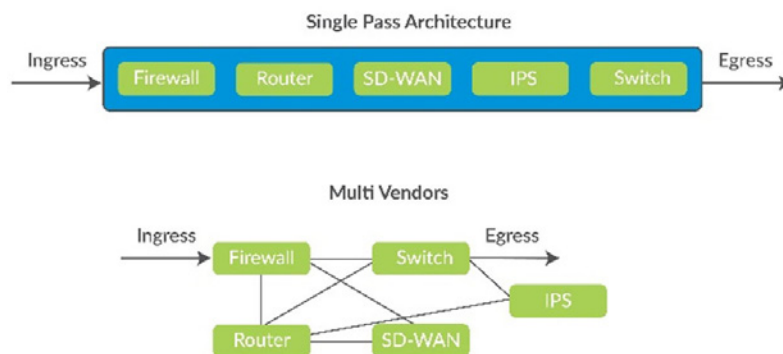 Single Pass Architecture
Ingress Firewall Router SD-WAN IPS Switch Egress
Multi Vendors
Ingress Firewall Switch Egress
IPS
Router SD-WAN